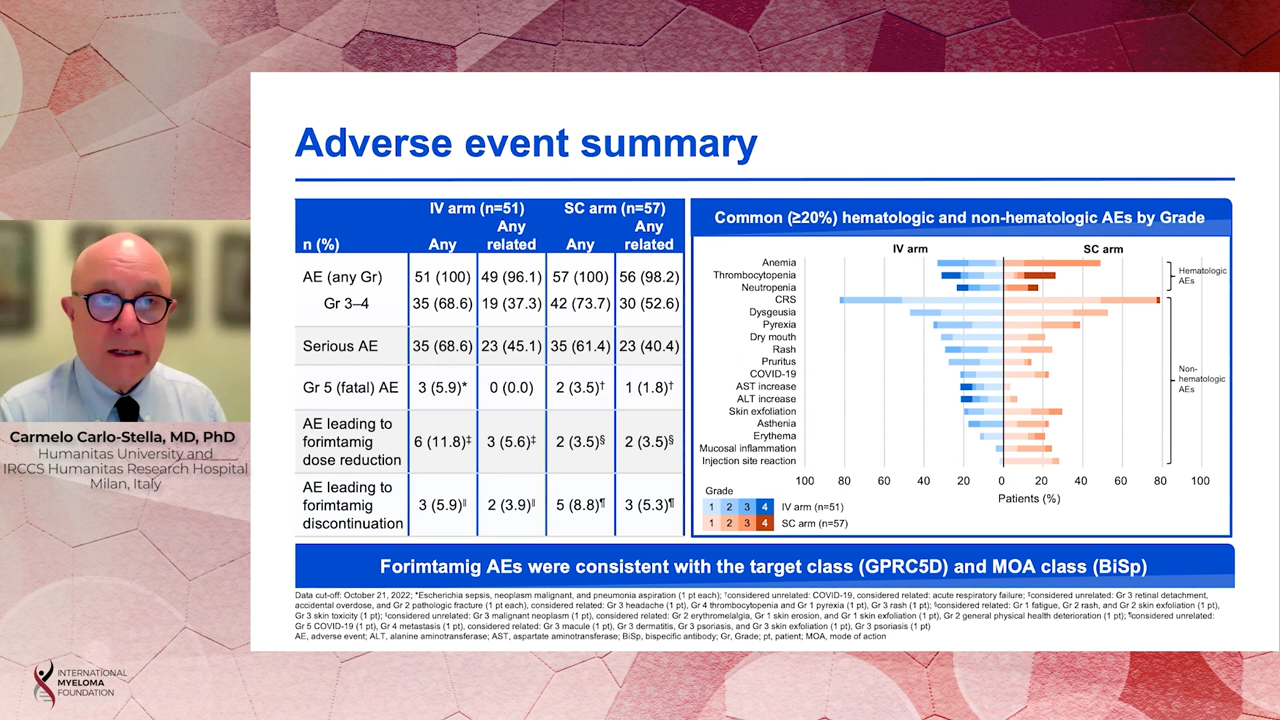 Adverse event summary
IV arm (n=51) SC arm (n=57)
n (%) Any Any related Any Any related
AE (any Gr) 51 (100) 49 (96.1) 57 (100) 56 (98.2)
Gr 3–4 35 (68.6) 19 (37.3) 42 (73.7) 30 (52.6)
Serious AE 35 (68.6) 23 (45.1) 35 (61.4) 23 (40.4)
Gr 5 (fatal) AE 3 (5.9)* 0 (0.0) 2 (3.5)† 1 (1.8)†
AE leading to
forimtamig 6 (11.8)‡ 3 (5.6)‡ 2 (3.5)§ 2 (3.5)§
dose reduction
AE leading to
forimtamig 3 (5.9)‖ 2 (3.9)‖ 5 (8.8)¶ 3 (5.3)¶
discontinuation
Common (≥20%) hematologic and non-hematologic AEs by Grade
IV arm SC arm
Anemia
Thrombocytopenia
Neutropenia
CRS
Dysgeusia
Pyrexia
Dry mouth
Rash
Pruritus
COVID-19
AST increase
ALT increase
Skin exfoliation
Asthenia
Erythema
Mucosal inflammation
Injection site reaction
Hematologic
AEs
Non-
hematologic
AEs
100 80 60 40 20 0 20 40 60 80 100
Patients (%)
Grade
1 2 3 4 IV arm (n=51)
1 2 3 4 SC arm (n=57)
Forimtamig AEs were consistent with the target class (GPRC5D) and MOA class (BiSp)
Data cut-off: October 21, 2022; *Escherichia sepsis, neoplasm malignant, and pneumonia aspiration (1 pt each); †considered unrelated: COVID-19, considered related: acute respiratory failure; ‡considered unrelated: Gr 3 retinal detachment,
accidental overdose, and Gr 2 pathologic fracture (1 pt each), considered related: Gr 3 headache (1 pt), Gr 4 thrombocytopenia and Gr 1 pyrexia (1 pt), Gr 3 rash (1 pt); §considered related: Gr 1 fatigue, Gr 2 rash, and Gr 2 skin exfoliation (1 pt),
Gr 3 skin toxicity (1 pt); ‖considered unrelated: Gr 3 malignant neoplasm (1 pt), considered related: Gr 2 erythromelalgia, Gr 1 skin erosion, and Gr 1 skin exfoliation (1 pt), Gr 2 general physical health deterioration (1 pt); ¶considered unrelated:
Gr 5 COVID-19 (1 pt), Gr 4 metastasis (1 pt), considered related: Gr 3 macule (1 pt), Gr 3 dermatitis, Gr 3 psoriasis, and Gr 3 skin exfoliation (1 pt), Gr 3 psoriasis (1 pt)
AE, adverse event; ALT, alanine aminotransferase; AST, aspartate aminotransferase; BiSp, bispecific antibody; Gr, Grade; pt, patient; MOA, mode of action
Carmelo Carlo-Stella, MD, PhD
Humanitas University and
IRCCS Humanitas Research Hospital
Milan, Italy
INTERNATIONAL
MYELOMA
FOUNDATION